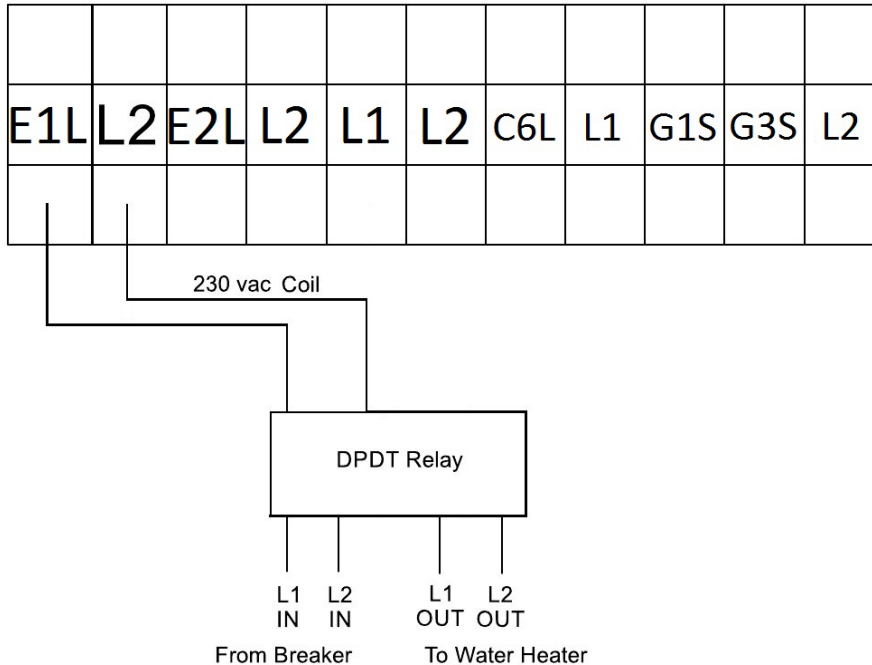 E1L L2 E2L L2 L1 L2 C6L L1 G1S G3S L2
230 vac Coil
DPDT Relay
L1 L2 L1 L2
IN IN OUT OUT
From Breaker To Water Heater